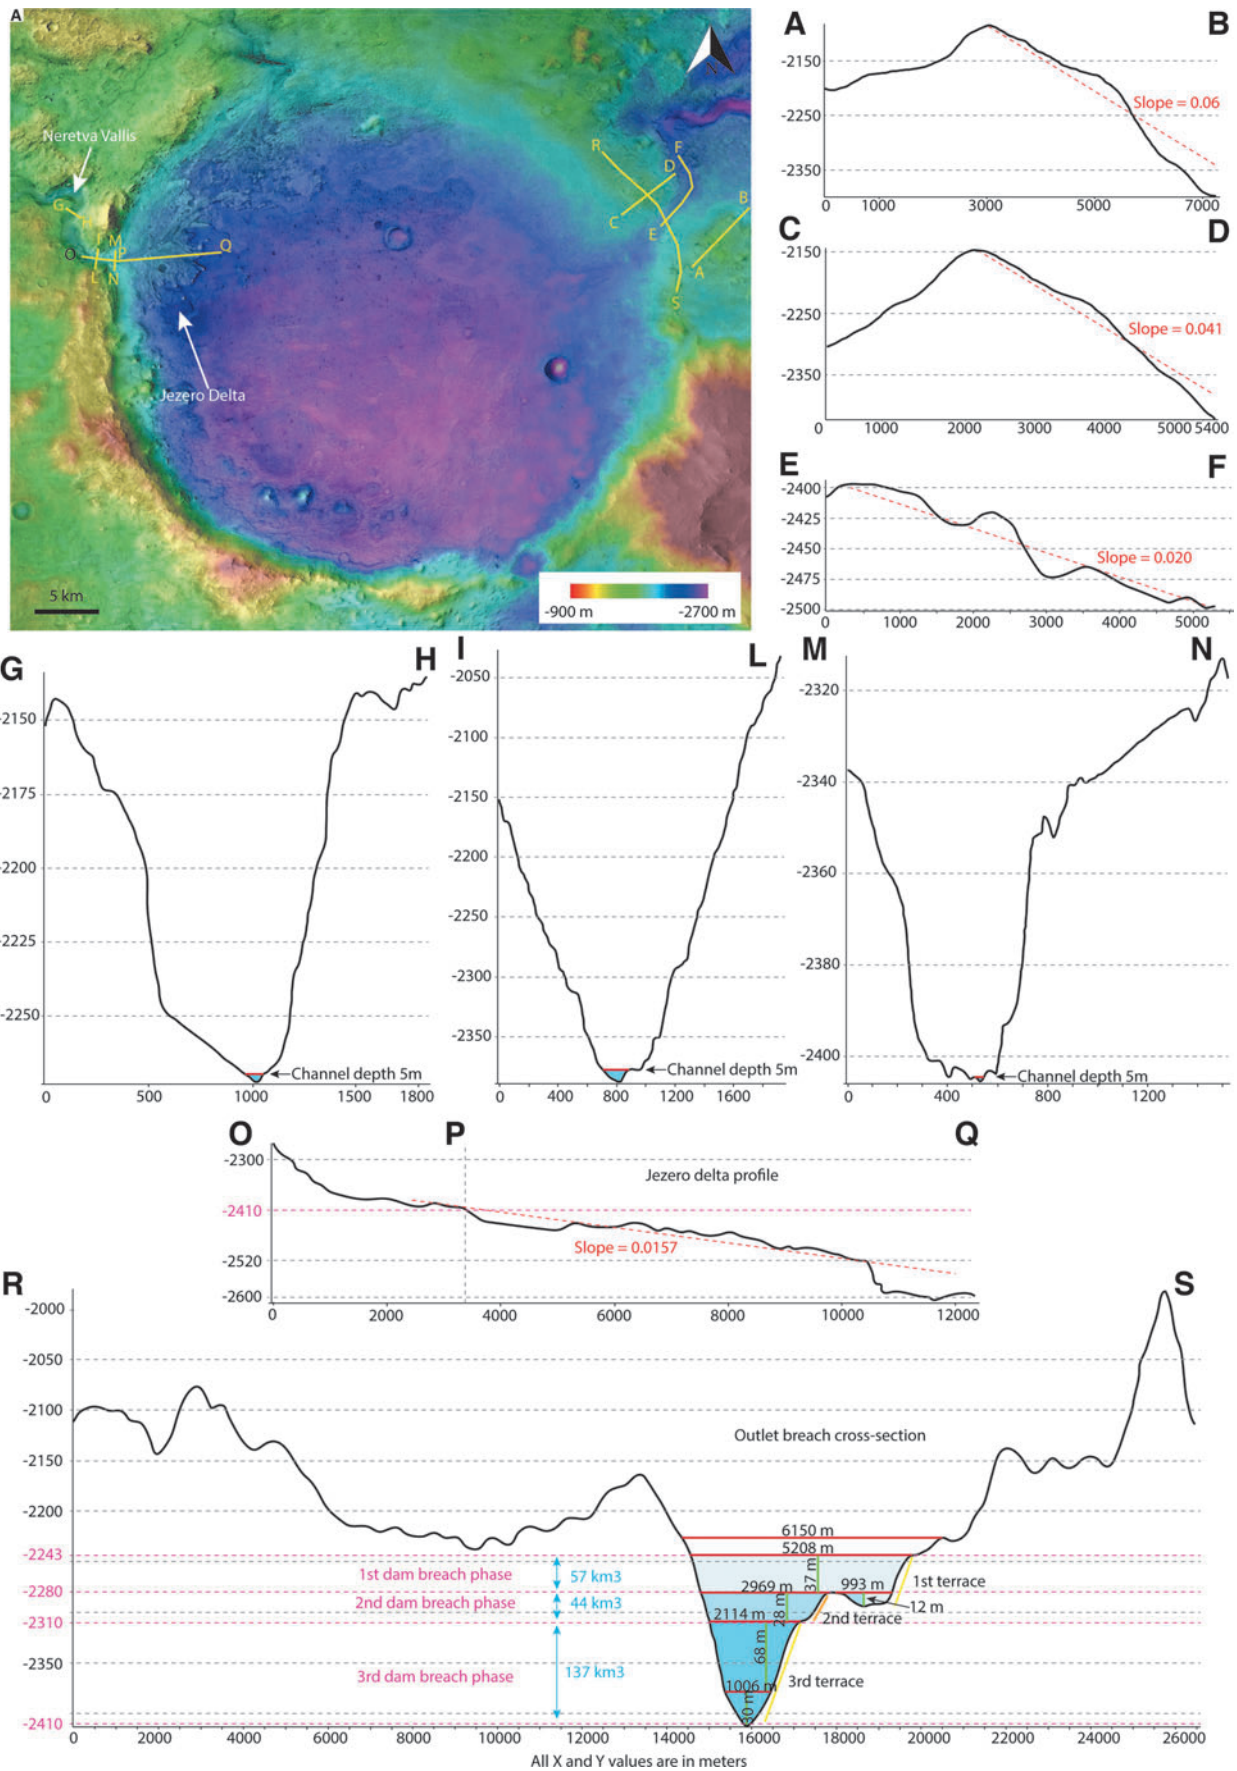 A
Neretva Vallis
G
H
I
O
M
P
L
N
Q
R
F
D
C
E
B
A
S
Jezero Delta
5 km
-900 m
-2700 m
A
B
-2150
-2250
-2350
Slope = 0.06
0
1000
3000
5000
7000
C
D
-2150
-2250
-2350
Slope = 0.041
0
1000
2200
3000
4000
5000 5400
E
F
-2400
-2425
-2450
-2475
-2500
Slope = 0.020
0
1000
2000
3000
4000
5000
G
H
-2150
-2175
-2200
-2225
-2250
Channel depth 5m
0
500
1000
1500
1800
I
L
-2050
-2100
-2150
-2200
-2250
-2300
-2350
Channel depth 5m
0
400
800
1200
1600
M
N
-2320
-2340
-2360
-2380
-2400
Channel depth 5m
0
400
800
1200
O
P
Q
Jezero delta profile
-2300
-2410
-2520
-2600
Slope = 0.0157
0
2000
4000
6000
8000
10000
12000
R
S
-2000
-2050
-2100
-2150
-2200
-2243
-2280
-2310
-2350
-2410
Outlet breach cross-section
6150 m
5208 m
1st dam breach phase
57 km3
37 m
1st terrace
2969 m
993 m
2nd dam breach phase
44 km3
28 m
12 m
2114 m
2nd terrace
3rd dam breach phase
137 km3
68 m
3rd terrace
1006 m
30 m
0
2000
4000
6000
8000
10000
12000
14000
16000
18000
20000
22000
24000
26000
All X and Y values are in meters